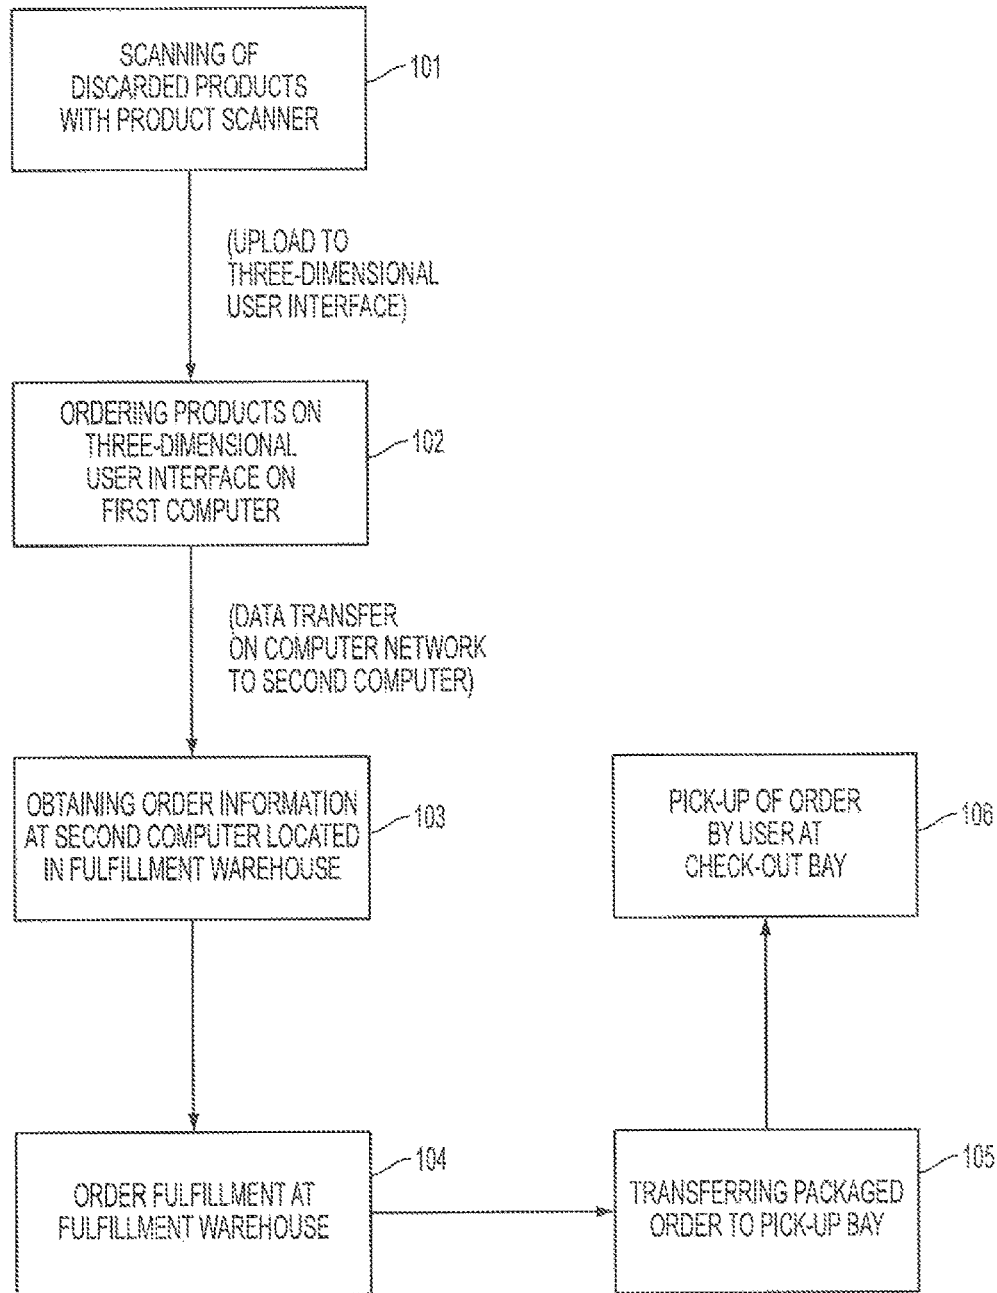 SCANNING OF
DISCARDED PRODUCTS
WITH PRODUCT SCANNER
101
(UPLOAD TO
THREE-DIMENSIONAL
USER INTERFACE)
ORDERING PRODUCTS ON
THREE-DIMENSIONAL
USER INTERFACE ON
FIRST COMPUTER
102
(DATA TRANSFER
ON COMPUTER NETWORK
TO SECOND COMPUTER)
OBTAINING ORDER INFORMATION
AT SECOND COMPUTER LOCATED
IN FULFILLMENT WAREHOUSE
103
ORDER FULFILLMENT AT
FULFILLMENT WAREHOUSE
104
TRANSFERRING PACKAGED
ORDER TO PICK-UP BAY
105
PICK-UP OF ORDER
BY USER AT
CHECK-OUT BAY
106